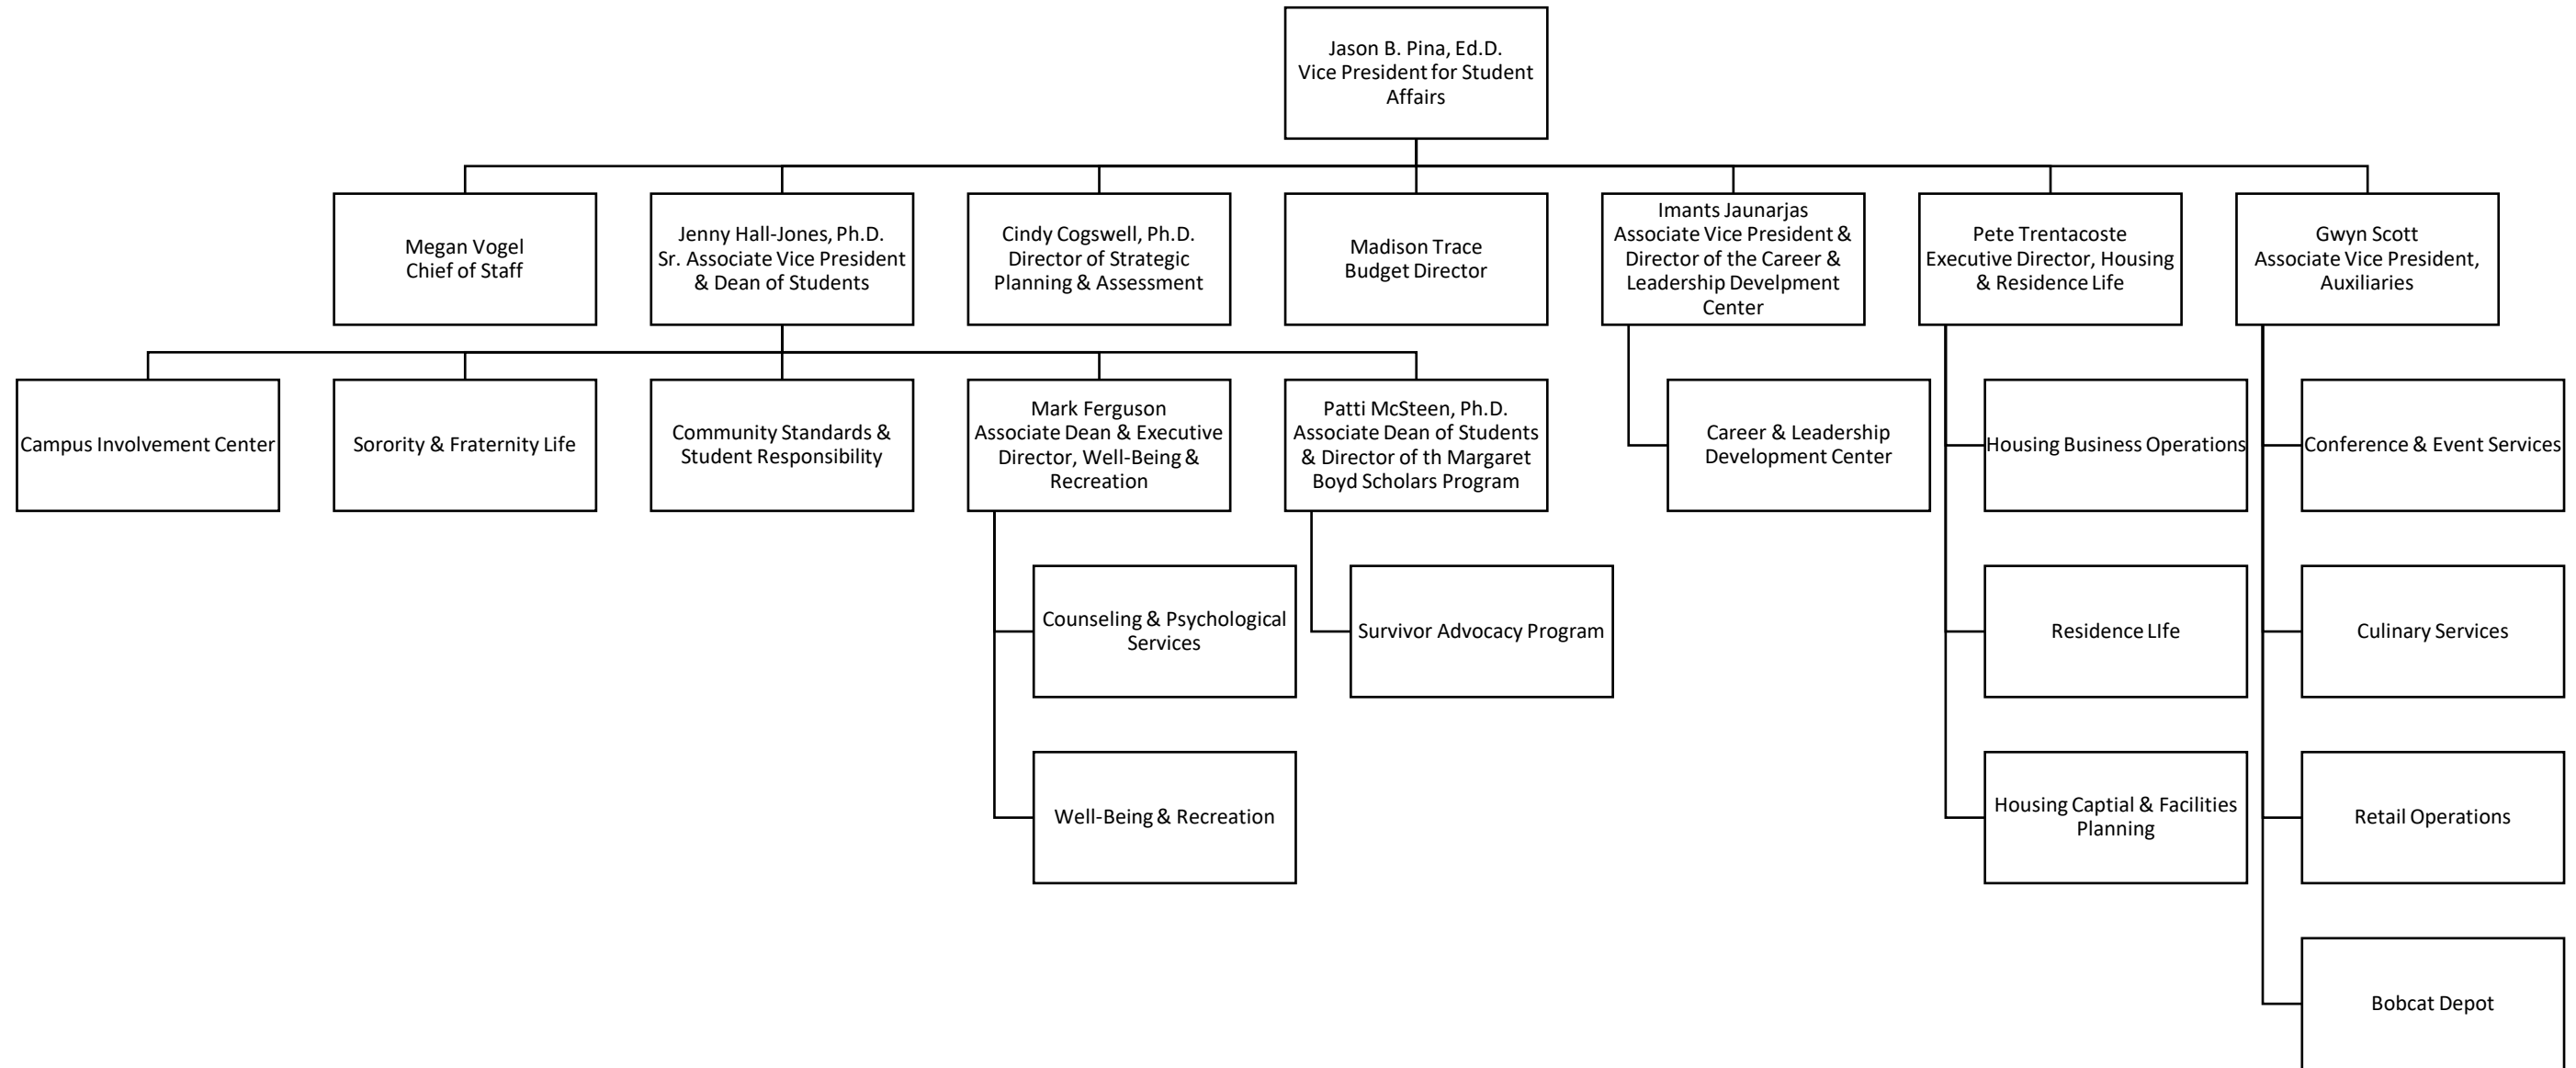 Jason B. Pina, Ed.D.
Vice President for Student
Affairs
Megan Vogel
Chief of Staff
Jenny Hall-Jones, Ph.D.
Sr. Associate Vice President
& Dean of Students
Cindy Cogswell, Ph.D.
Director of Strategic
Planning & Assessment
Madison Trace
Budget Director
Imants Jaunarjas
Associate Vice President &
Director of the Career &
Leadership Develpment
Center
Pete Trentacoste
Executive Director, Housing
& Residence Life
Gwyn Scott
Associate Vice President,
Auxiliaries
Campus Involvement Center
Sorority & Fraternity Life
Community Standards &
Student Responsibility
Mark Ferguson
Associate Dean & Executive
Director, Well-Being &
Recreation
Patti McSteen, Ph.D.
Associate Dean of Students
& Director of th Margaret
Boyd Scholars Program
Career & Leadership
Development Center
Housing Business Operations
Conference & Event Services
Counseling & Psychological
Services
Survivor Advocacy Program
Residence LIfe
Culinary Services
Well-Being & Recreation
Housing Captial & Facilities
Planning
Retail Operations
Bobcat Depot